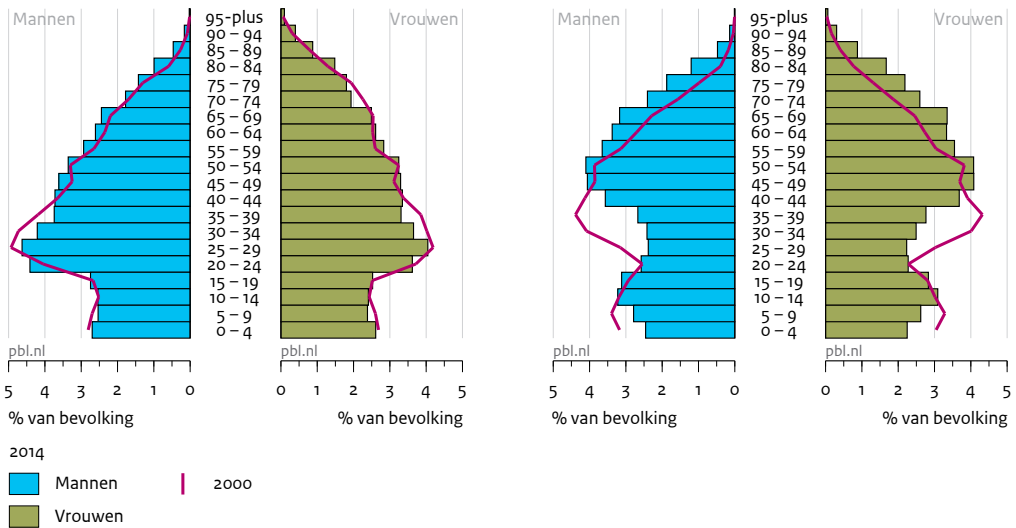 Mannen 95-plus Vrouwen
90 – 94
85 – 89
80 – 84
75 – 79
70 – 74
65 – 69
60 – 64
55 – 59
50 – 54
45 – 49
40 – 44
35 – 39
30 – 34
25 – 29
20 – 24
15 – 19
10 – 14
5 – 9
0 – 4
pbl.nl
5 4 3 2 1 0 0 1 2 3 4 5
% van bevolking % van bevolking
Mannen 95-plus Vrouwen
90 – 94
85 – 89
80 – 84
75 – 79
70 – 74
65 – 69
60 – 64
55 – 59
50 – 54
45 – 49
40 – 44
35 – 39
30 – 34
25 – 29
20 – 24
15 – 19
10 – 14
5 – 9
0 – 4
pbl.nl pbl.nl
5 4 3 2 1 0 0 1 2 3 4 5
% van bevolking % van bevolking
2014
Mannen 2000
Vrouwen